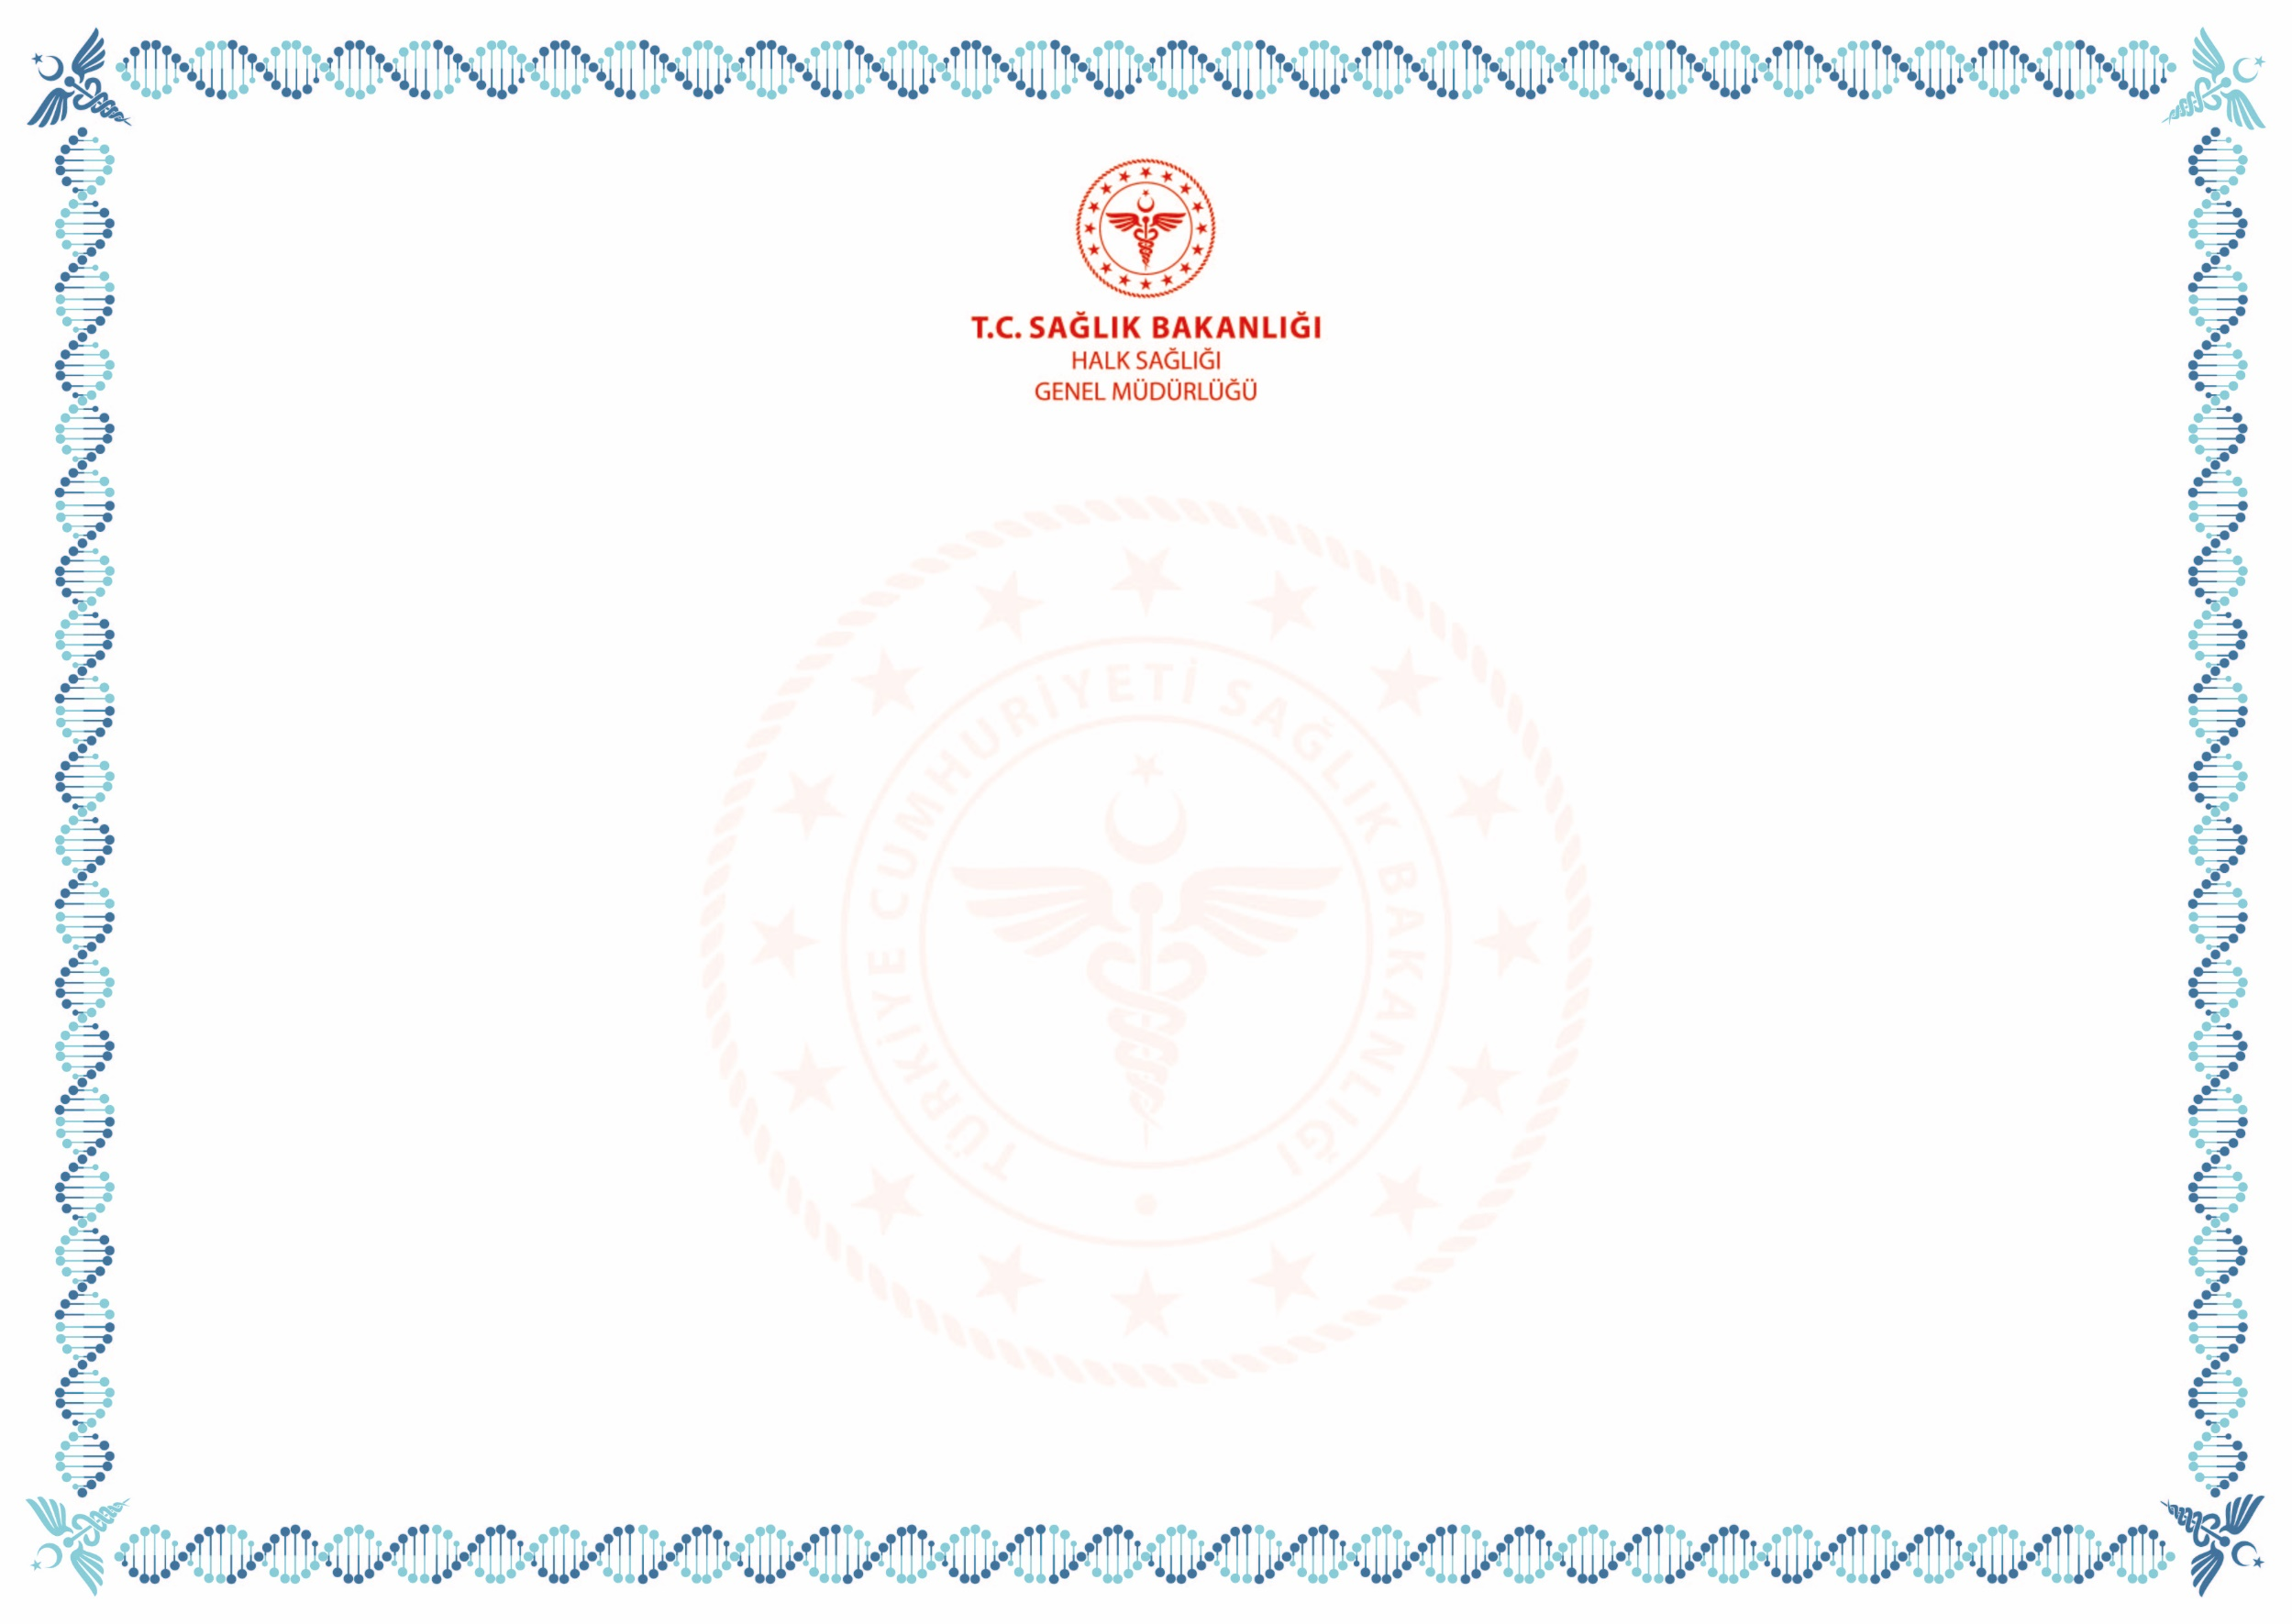 T.C. SAĞLIK BAKANLIĞI
HALK SAĞLIĞI
GENEL MÜDÜRLÜĞÜ
TÜRKİYE CUMHURİYETİ SAĞLIK BAKANLIĞI